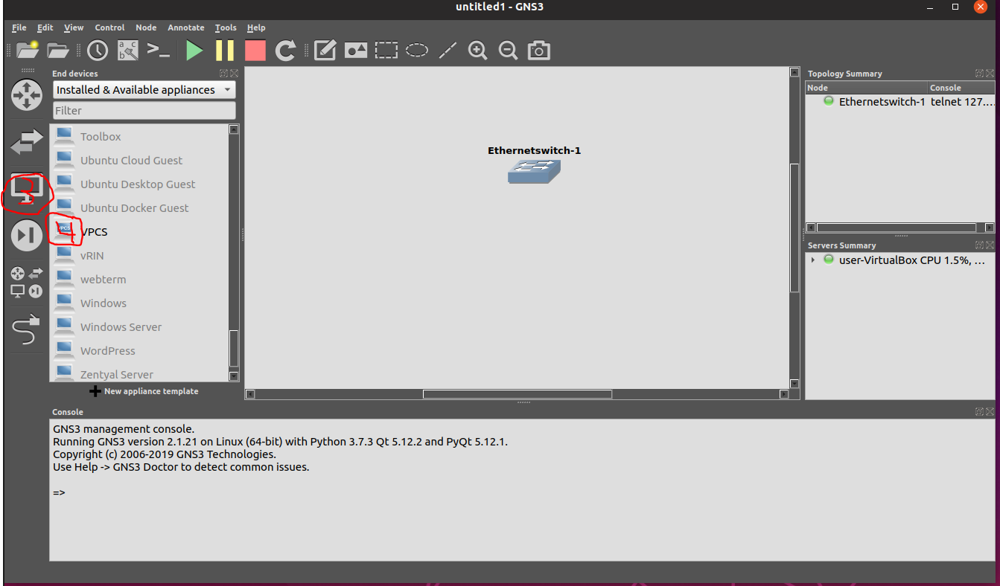 untitled1 - GNS3
File Edit View Control Node Annotate Tools Help
a c
b
End devices
Installed & Available appliances
Filter
Toolbox
Ubuntu Cloud Guest
Ubuntu Desktop Guest
Ubuntu Docker Guest
VPCS
vRIN
webterm
Windows
Windows Server
WordPress
Zentyal Server
New appliance template
3
4
Ethernetswitch-1
Topology Summary
Node Console
Ethernetswitch-1 telnet 127....
Servers Summary
user-VirtualBox CPU 1.5%, ...
Console
GNS3 management console.
Running GNS3 version 2.1.21 on Linux (64-bit) with Python 3.7.3 Qt 5.12.2 and PyQt 5.12.1.
Copyright (c) 2006-2019 GNS3 Technologies.
Use Help -> GNS3 Doctor to detect common issues.
=>